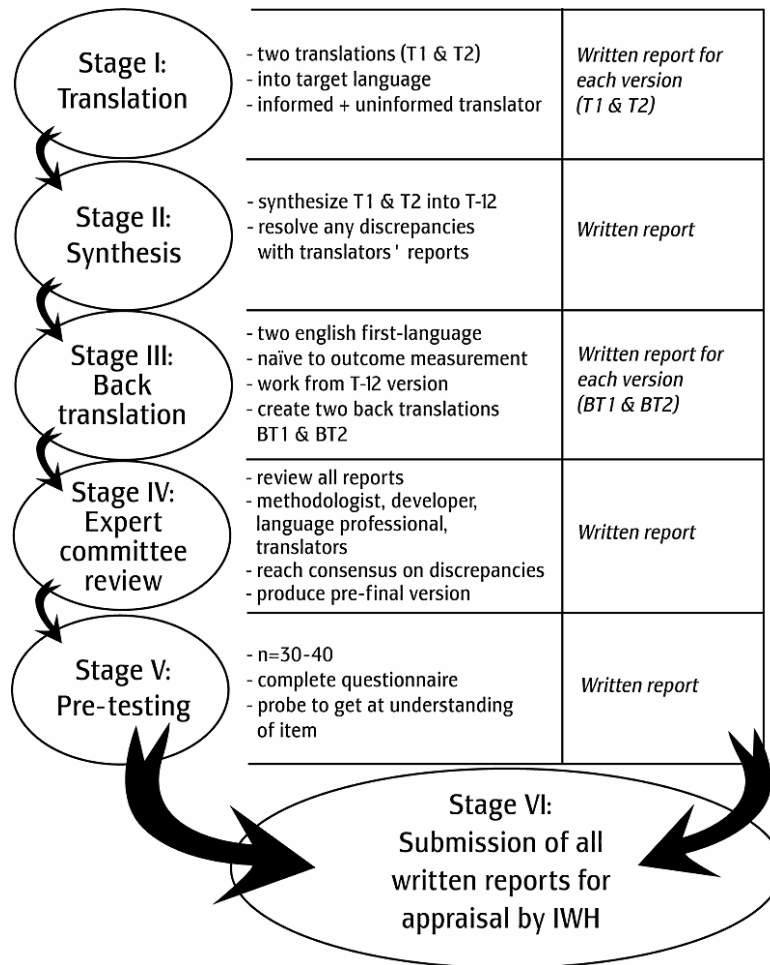 Stage I:
Translation
- two translations (T1 & T2)
- into target language
- informed + uninformed translator
Written report for
each version
(T1 & T2)
Stage II:
Synthesis
- synthesize T1 & T2 into T-12
- resolve any discrepancies
with translators' reports
Written report
Stage III:
Back
translation
- two english first-language
- naïve to outcome measurement
- work from T-12 version
- create two back translations
BT1 & BT2
Written report for
each version
(BT1 & BT2)
Stage IV:
Expert
committee
review
- review all reports
- methodologist, developer,
language professional,
translators
- reach consensus on discrepancies
- produce pre-final version
Written report
Stage V:
Pre-testing
- n=30-40
- complete questionnaire
- probe to get at understanding
of item
Written report
Stage VI:
Submission of all
written reports for
appraisal by IWH